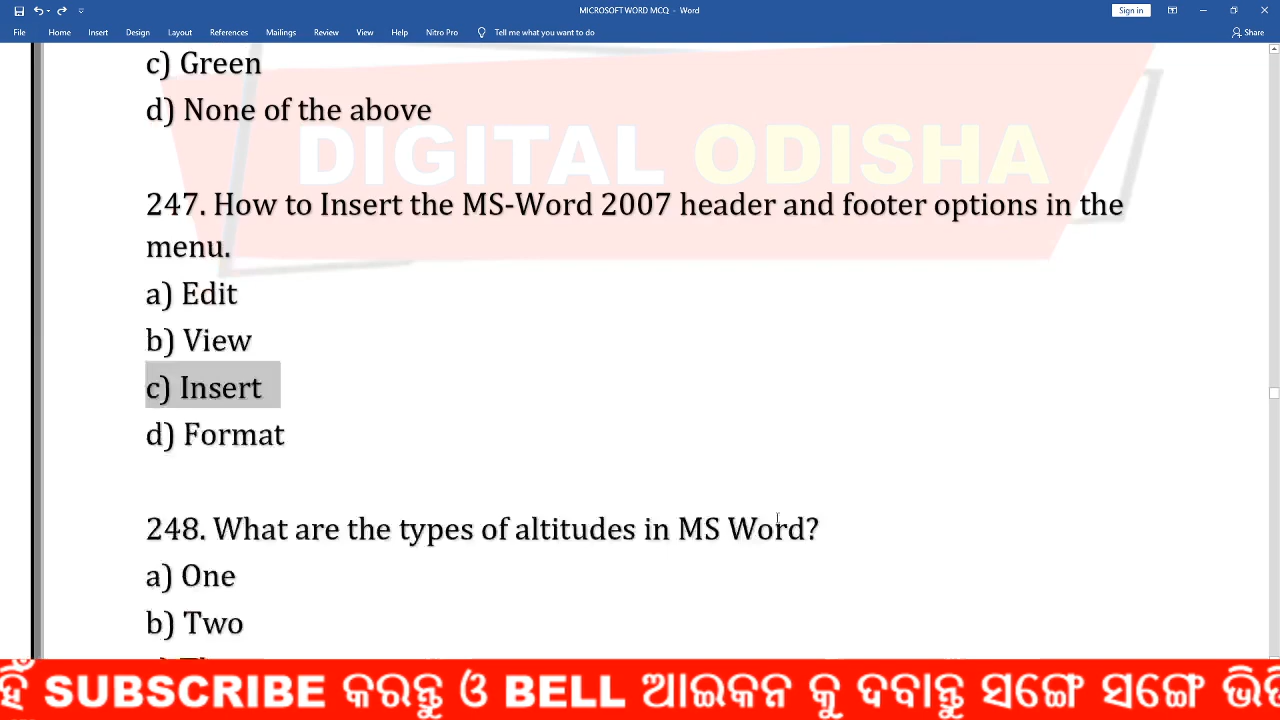 MICROSOFT WORD MCQ - Word
Sign in
File Home Insert Design Layout References Mailings Review View Help Nitro Pro Tell me what you want to do Share
c) Green
d) None of the above
DIGITAL ODISHA
247. How to Insert the MS-Word 2007 header and footer options in the
menu.
a) Edit
b) View
c) Insert
d) Format
248. What are the types of altitudes in MS Word?
a) One
b) Two
SUBSCRIBE କରନ୍ତୁ ଓ BELL ଆଇକନ କୁ ଦବାନ୍ତୁ ସଙ୍ଗେ ସଙ୍ଗେ